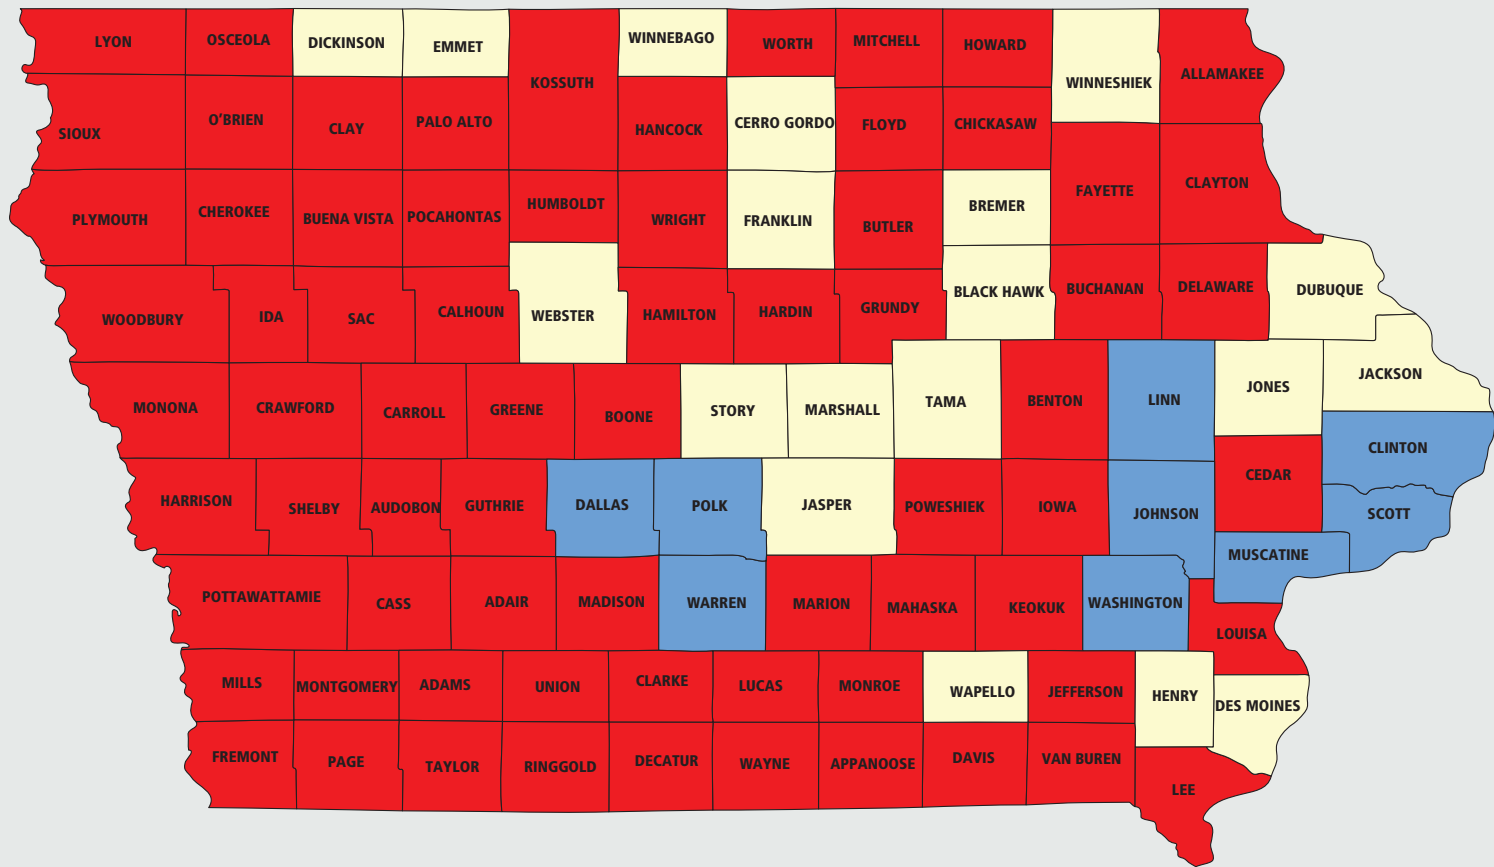 LYON
OSCEOLA
DICKINSON
EMMET
KOSSUTH
WINNEBAGO
WORTH
MITCHELL
HOWARD
WINNESHIEK
ALLAMAKEE
SIOUX
O'BRIEN
CLAY
PALO ALTO
HANCOCK
CERRO GORDO
FLOYD
CHICKASAW
PLYMOUTH
CHEROKEE
BUENA VISTA
POCAHONTAS
HUMBOLDT
WRIGHT
FRANKLIN
BUTLER
BREMER
FAYETTE
CLAYTON
WOODBURY
IDA
SAC
CALHOUN
WEBSTER
HAMILTON
HARDIN
GRUNDY
BLACK HAWK
BUCHANAN
DELAWARE
DUBUQUE
MONONA
CRAWFORD
CARROLL
GREENE
BOONE
STORY
MARSHALL
TAMA
BENTON
LINN
JONES
JACKSON
HARRISON
SHELBY
AUDOBON
GUTHRIE
DALLAS
POLK
JASPER
POWESHIEK
IOWA
JOHNSON
CEDAR
CLINTON
SCOTT
MUSCATINE
POTTAWATTAMIE
CASS
ADAIR
MADISON
WARREN
MARION
MAHASKA
KEOKUK
WASHINGTON
LOUISA
MILLS
MONTGOMERY
ADAMS
UNION
CLARKE
LUCAS
MONROE
WAPELLO
JEFFERSON
HENRY
DES MOINES
FREMONT
PAGE
TAYLOR
RINGGOLD
DECATUR
WAYNE
APPANOOSE
DAVIS
VAN BUREN
LEE